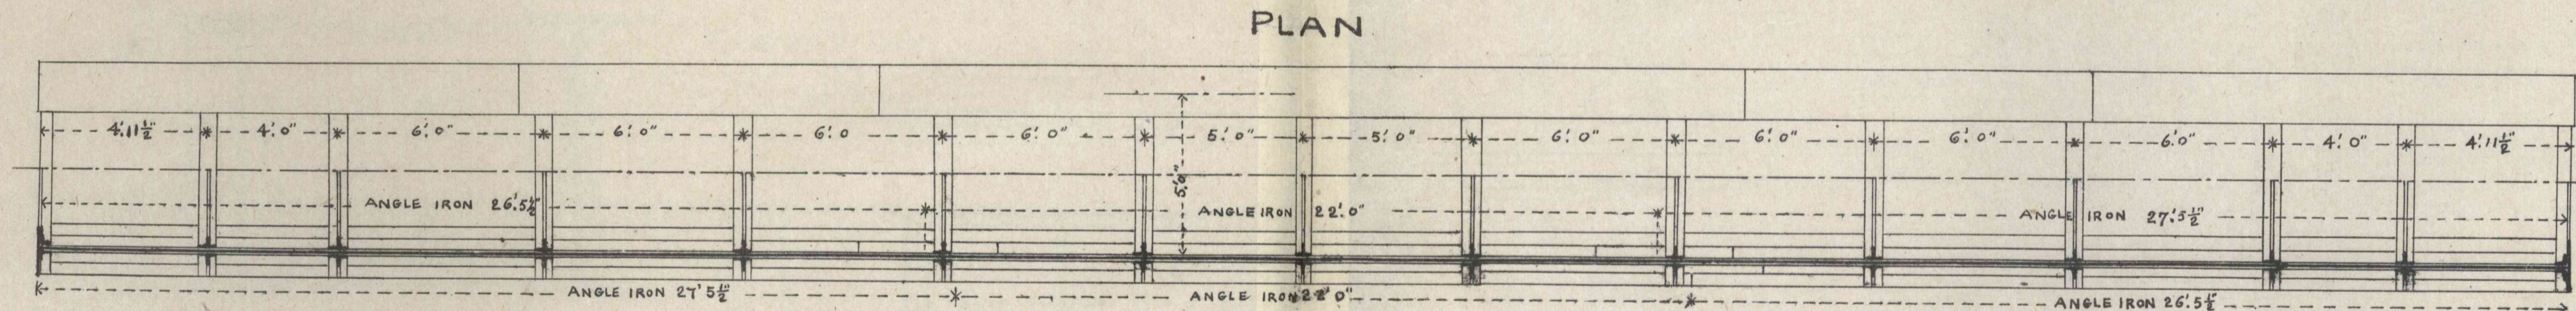 PLAN
4'.11½" 4'.0" 6'.0" 6'.0" 6'.0 6'.0" 5'.0" 5'.0" 6'.0" 6'.0" 6'.0" 6'.0" 4'.0" 4'.11½"
5'.0"
ANGLE IRON 26'.5½" ANGLE IRON 22'.0" ANGLE IRON 27'.5½"
ANGLE IRON 27'5½" ANGLE IRON 22'0" ANGLE IRON 26'.5½"